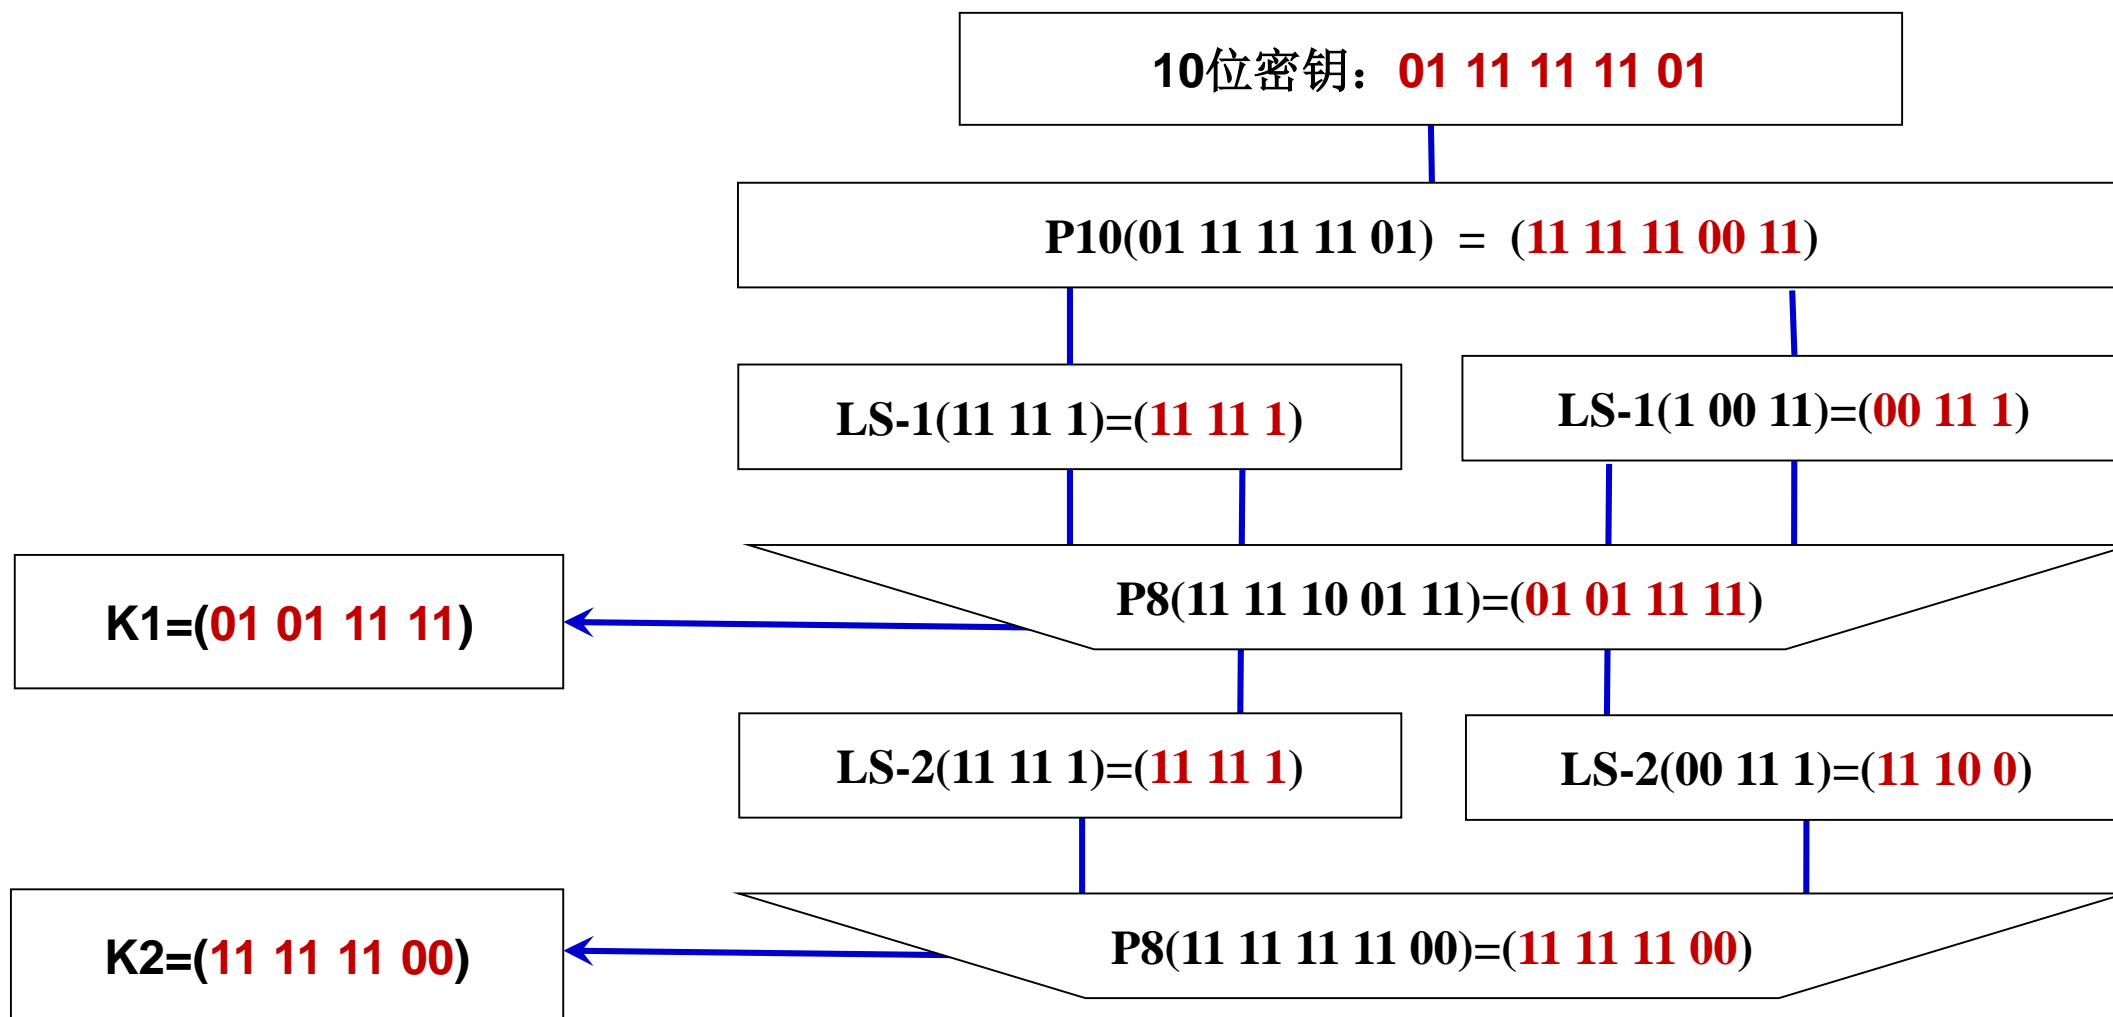 10位密钥：01 11 11 11 01
P10(01 11 11 11 01) = (11 11 11 00 11)
LS-1(11 11 1)=(11 11 1)
LS-1(1 00 11)=(00 11 1)
P8(11 11 10 01 11)=(01 01 11 11)
K1=(01 01 11 11)
LS-2(11 11 1)=(11 11 1)
LS-2(00 11 1)=(11 10 0)
P8(11 11 11 11 00)=(11 11 11 00)
K2=(11 11 11 00)